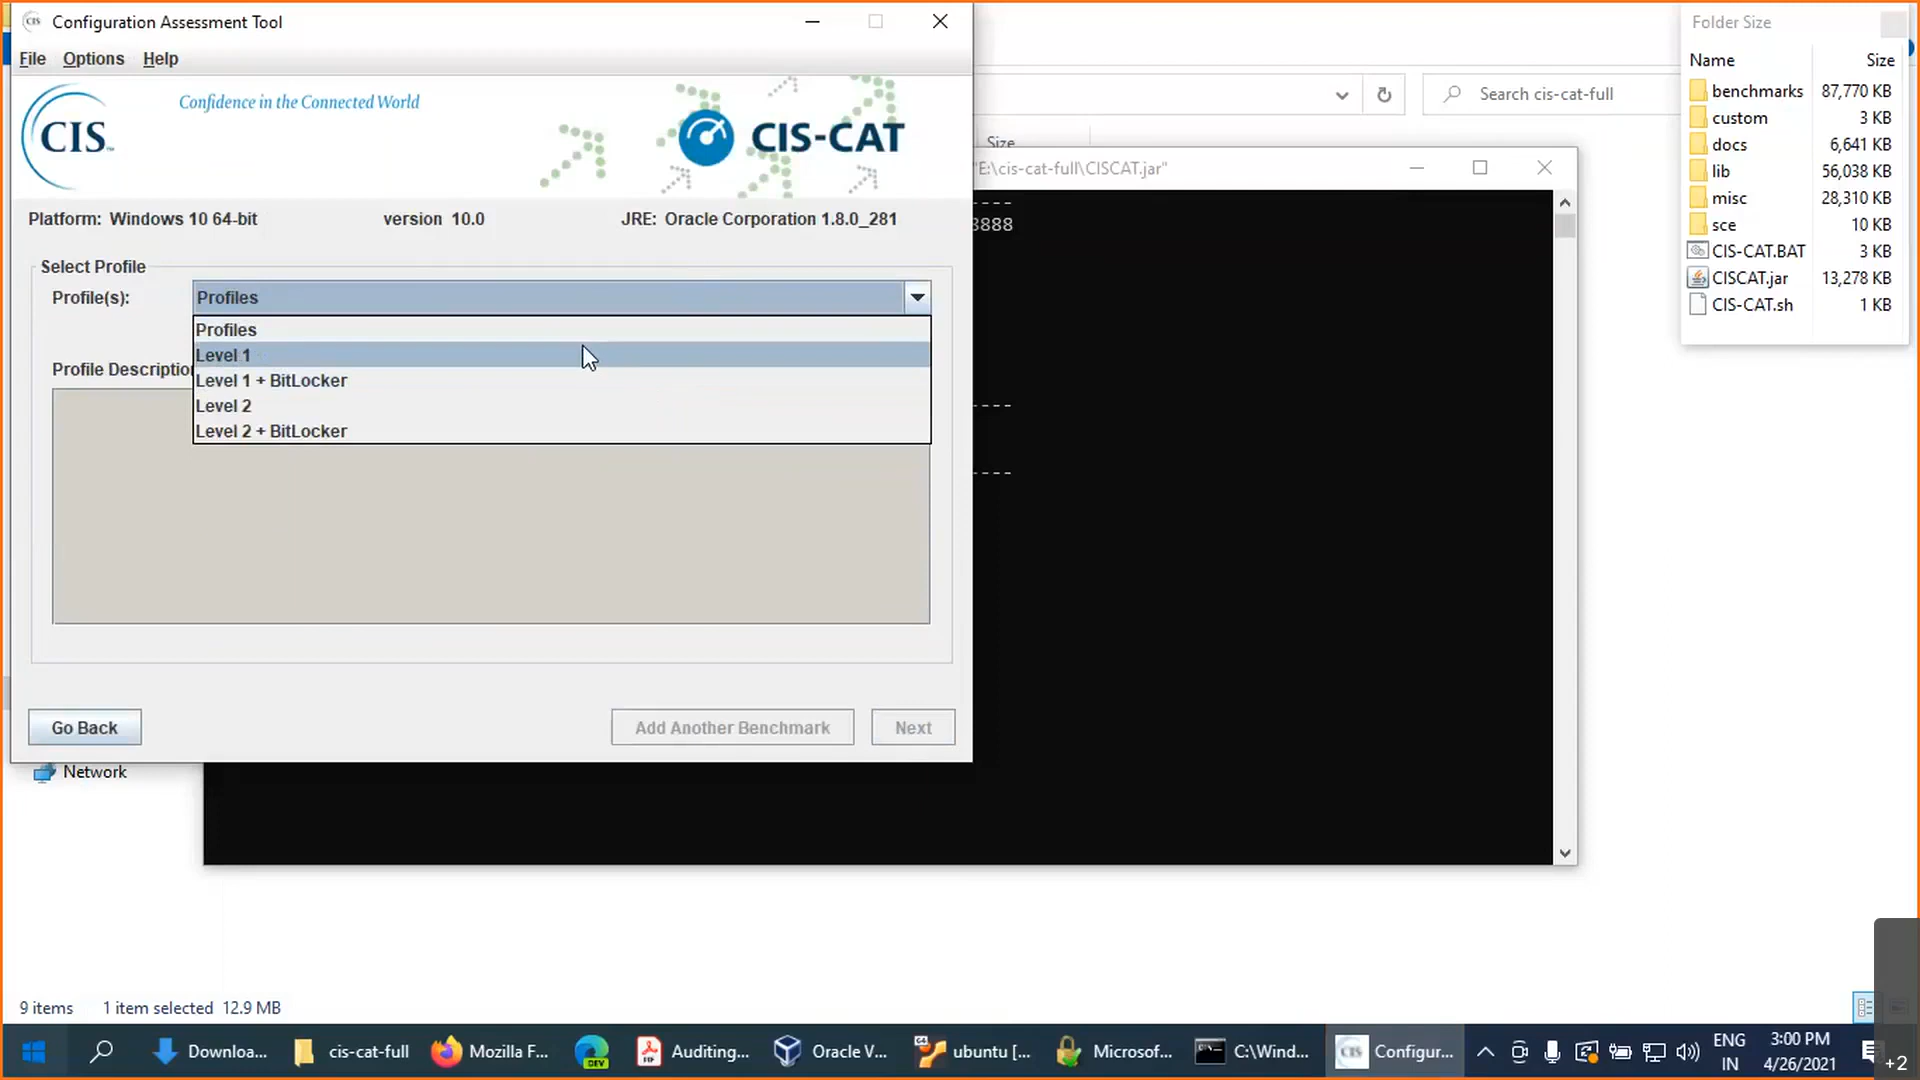 Configuration Assessment Tool
File Options Help
Confidence in the Connected World
CIS
CIS-CAT
Platform: Windows 10 64-bit version 10.0 JRE: Oracle Corporation 1.8.0_281
Select Profile
Profile(s): Profiles
Profiles
Level 1
Level 1 + BitLocker
Level 2
Level 2 + BitLocker
Profile Description
Go Back
Add Another Benchmark
Next
Network
Search cis-cat-full
Size
"E:\cis-cat-full\CISCAT.jar"
----
8888
----
----
Folder Size
Name Size
benchmarks 87,770 KB
custom 3 KB
docs 6,641 KB
lib 56,038 KB
misc 28,310 KB
sce 10 KB
CIS-CAT.BAT 3 KB
CISCAT.jar 13,278 KB
CIS-CAT.sh 1 KB
9 items 1 item selected 12.9 MB
Downloa... cis-cat-full Mozilla F... DEV Auditing... Oracle V... ubuntu [... Microsof... C:\Wind... CIS Configur...
ENG
IN
3:00 PM
4/26/2021
+2